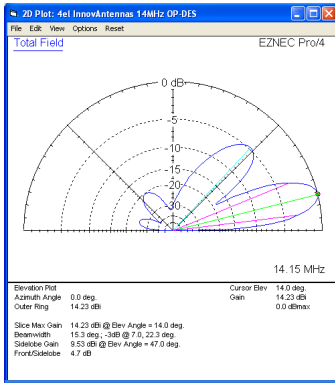 2D Plot: 4el InnovAntennas 14MHz OP-DES
File Edit View Options Reset
Total Field EZNEC Pro/4
0 dB
-5
-10
-15
-20
-30
14.15 MHz
Elevation Plot Cursor Elev 14.0 deg.
Azimuth Angle 0.0 deg. Gain 14.23 dBi
Outer Ring 14.23 dBi 0.0 dBmax
Slice Max Gain 14.23 dBi @ Elev Angle = 14.0 deg.
Beamwidth 15.3 deg.; -3dB @ 7.0, 22.3 deg.
Sidelobe Gain 9.53 dBi @ Elev Angle = 47.0 deg.
Front/Sidelobe 4.7 dB